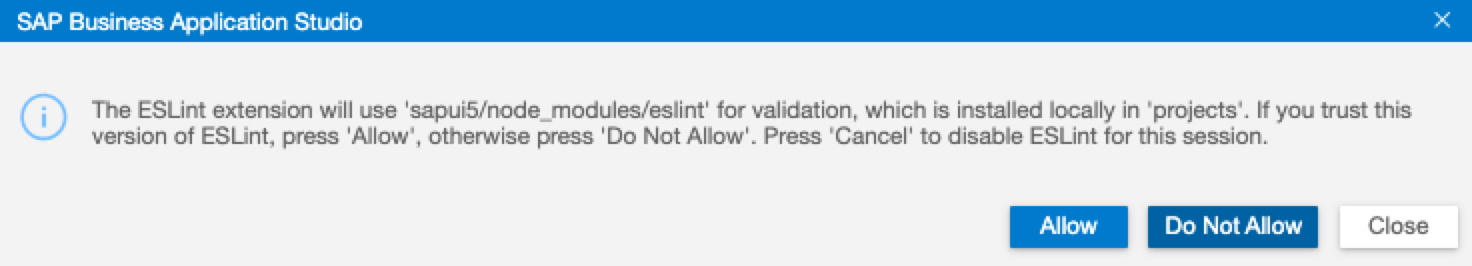 SAP Business Application Studio
The ESLint extension will use 'sapui5/node_modules/eslint' for validation, which is installed locally in 'projects'. If you trust this
version of ESLint, press 'Allow', otherwise press 'Do Not Allow'. Press 'Cancel' to disable ESLint for this session.
Allow Do Not Allow Close